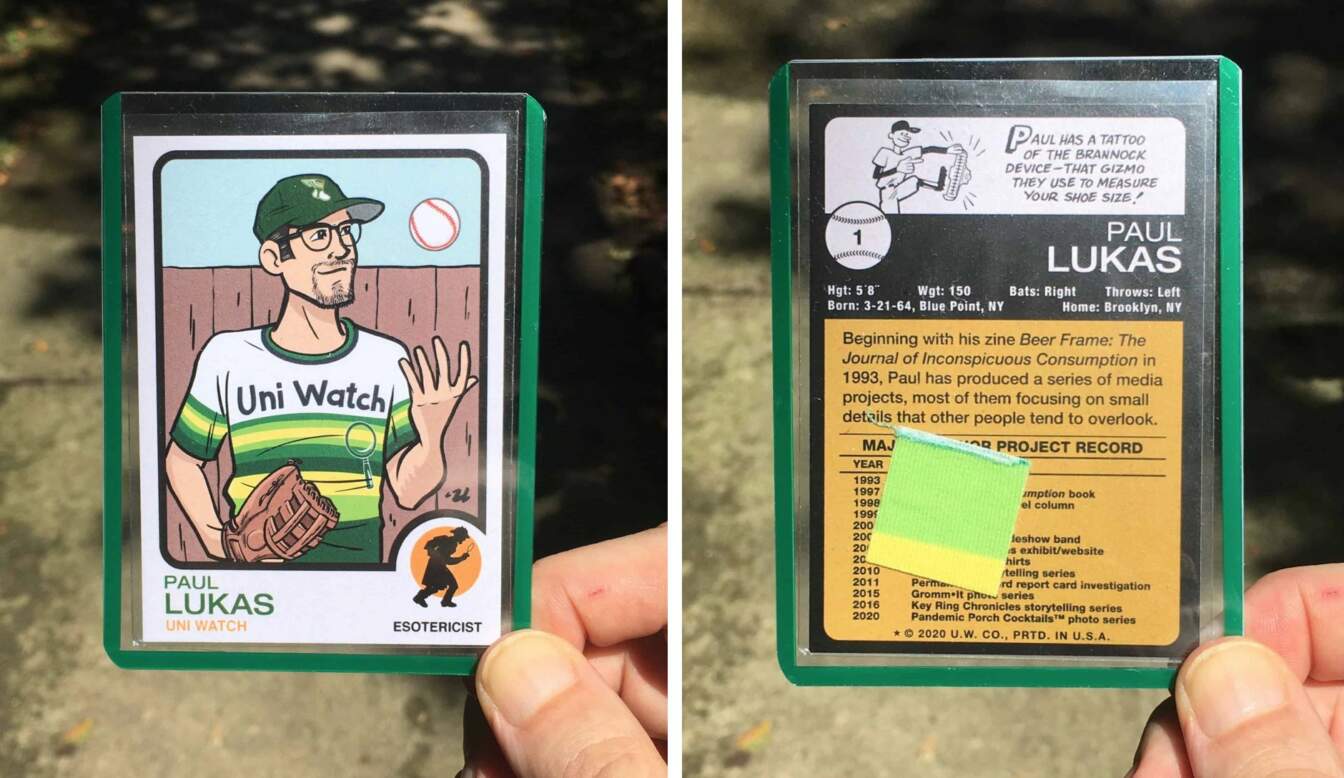 Uni Watch
PAUL
LUKAS
UNI WATCH
ESOTERICIST
PAUL HAS A TATTOO
OF THE BRANNOCK
DEVICE–THAT GIZMO
THEY USE TO MEASURE
YOUR SHOE SIZE!
1
PAUL
LUKAS
Hgt: 5'8" Wgt: 150 Bats: Right Throws: Left
Born: 3-21-64, Blue Point, NY Home: Brooklyn, NY
Beginning with his zine Beer Frame: The
Journal of Inconspicuous Consumption in
1993, Paul has produced a series of media
projects, most of them focusing on small
details that other people tend to overlook.
PROJECT RECORD
YEAR
1993
1997 book
1998 column
2010 series
2011 report card investigation
2015 Gromm•It photo series
2016 Key Ring Chronicles storytelling series
2020 Pandemic Porch Cocktails™ photo series
★ © 2020 U.W. CO., PRTD. IN U.S.A.